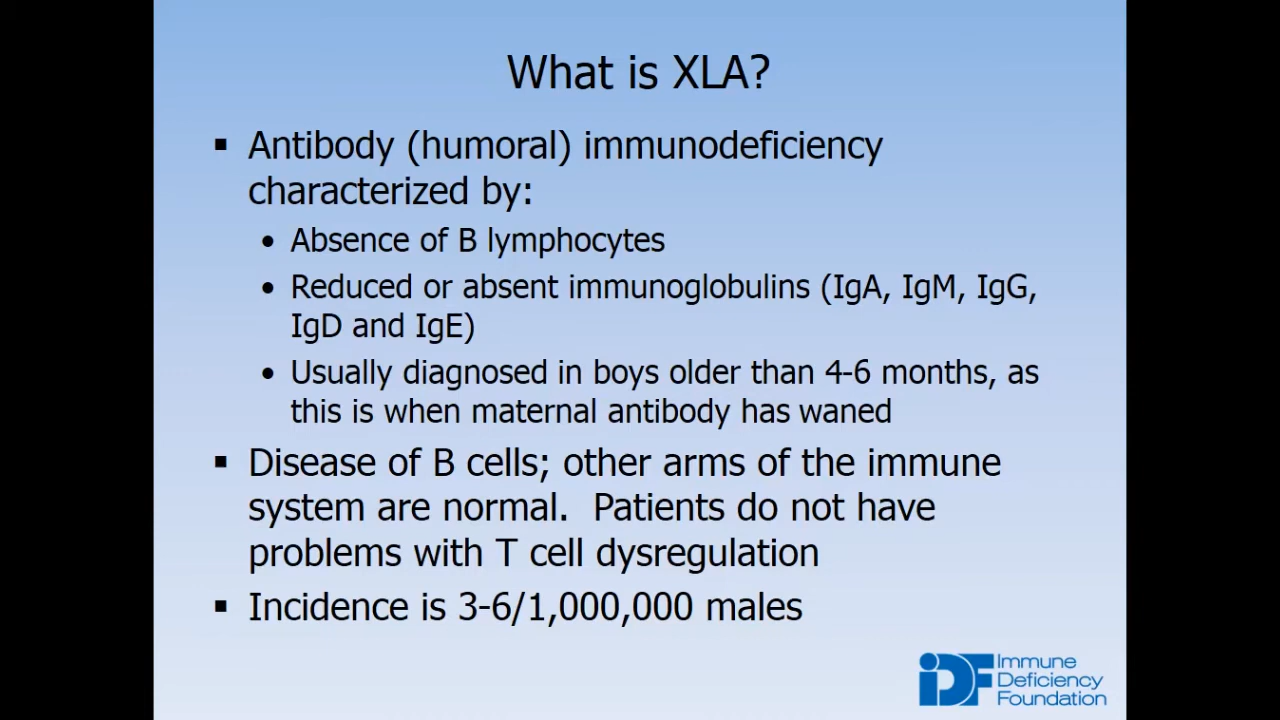 What is XLA?
▪ Antibody (humoral) immunodeficiency
characterized by:
• Absence of B lymphocytes
• Reduced or absent immunoglobulins (IgA, IgM, IgG,
IgD and IgE)
• Usually diagnosed in boys older than 4-6 months, as
this is when maternal antibody has waned
▪ Disease of B cells; other arms of the immune
system are normal.  Patients do not have
problems with T cell dysregulation
▪ Incidence is 3-6/1,000,000 males
iDF Immune
Deficiency
Foundation